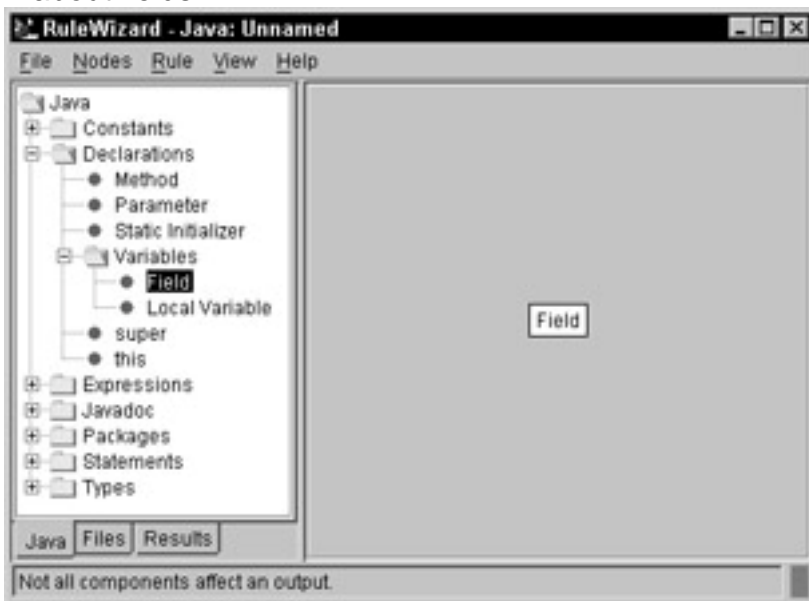 RuleWizard - Java: Unnamed
File Nodes Rule View Help
Java
Constants
Declarations
Method
Parameter
Static Initializer
Variables
Field
Local Variable
super
this
Expressions
Javadoc
Packages
Statements
Types
Field
Java Files Results
Not all components affect an output.